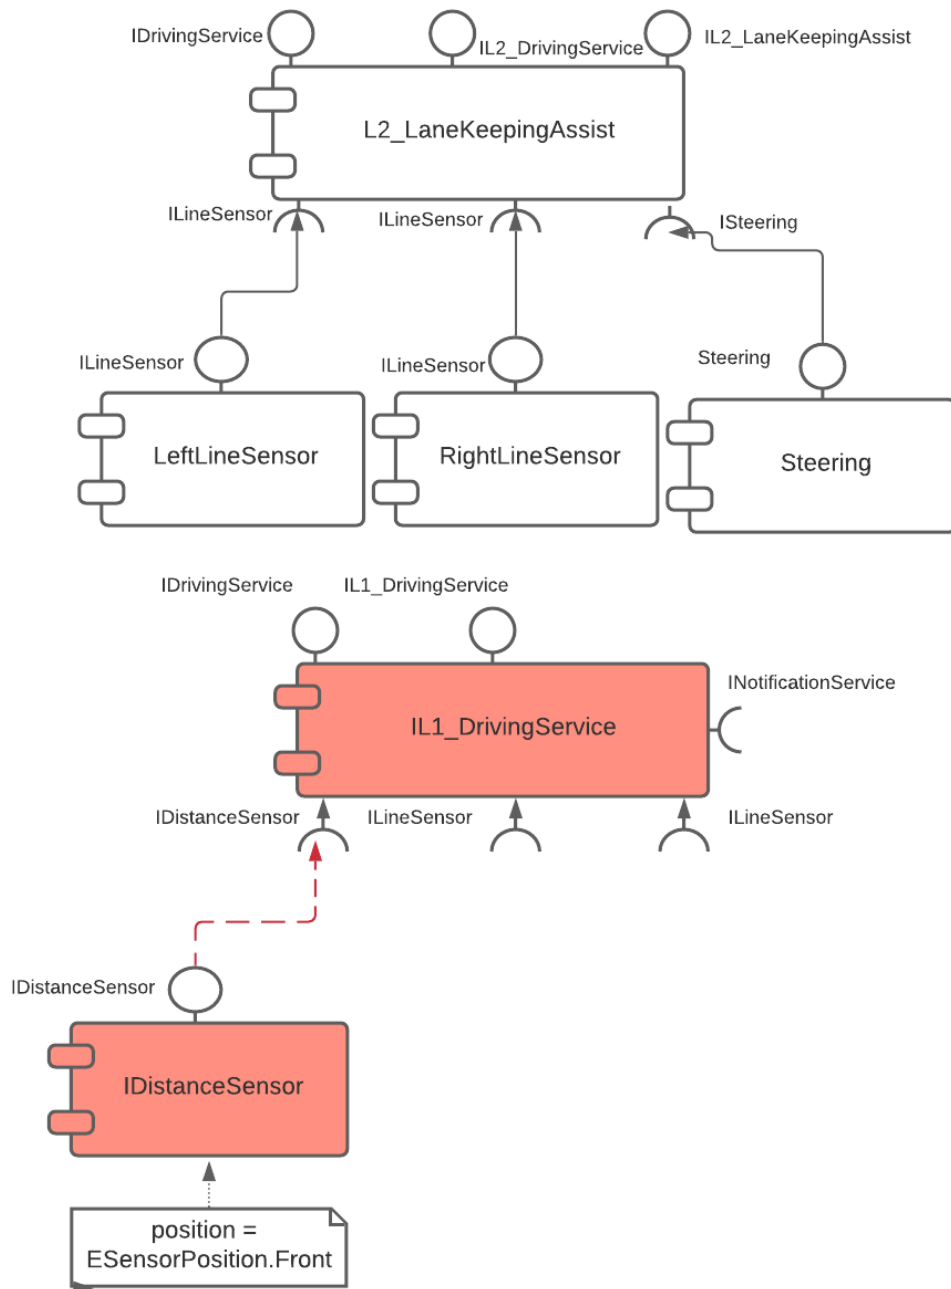 IDrivingService
IL2_DrivingService
IL2_LaneKeepingAssist
L2_LaneKeepingAssist
ILineSensor
ILineSensor
ISteering
ILineSensor
ILineSensor
Steering
LeftLineSensor
RightLineSensor
Steering
IDrivingService
IL1_DrivingService
INotificationService
IL1_DrivingService
IDistanceSensor
ILineSensor
ILineSensor
IDistanceSensor
IDistanceSensor
position =
ESensorPosition.Front